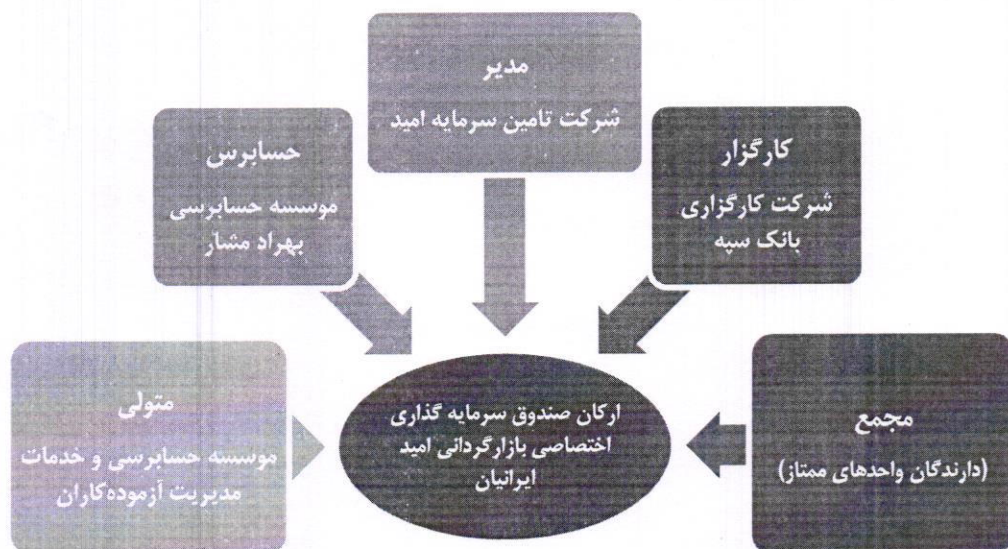 مدیر
شرکت تامین سرمایه امید
کارگزار
شرکت کارگزاری
بانک سپه
حسابرس
موسسه حسابرسی
بهراد مشار
مجمع
(دارندگان واحدهای ممتاز)
ارکان صندوق سرمایه گذاری
اختصاصی بازارگردانی امید
ایرانیان
متولی
موسسه حسابرسی و خدمات
مدیریت آزموده‌کاران